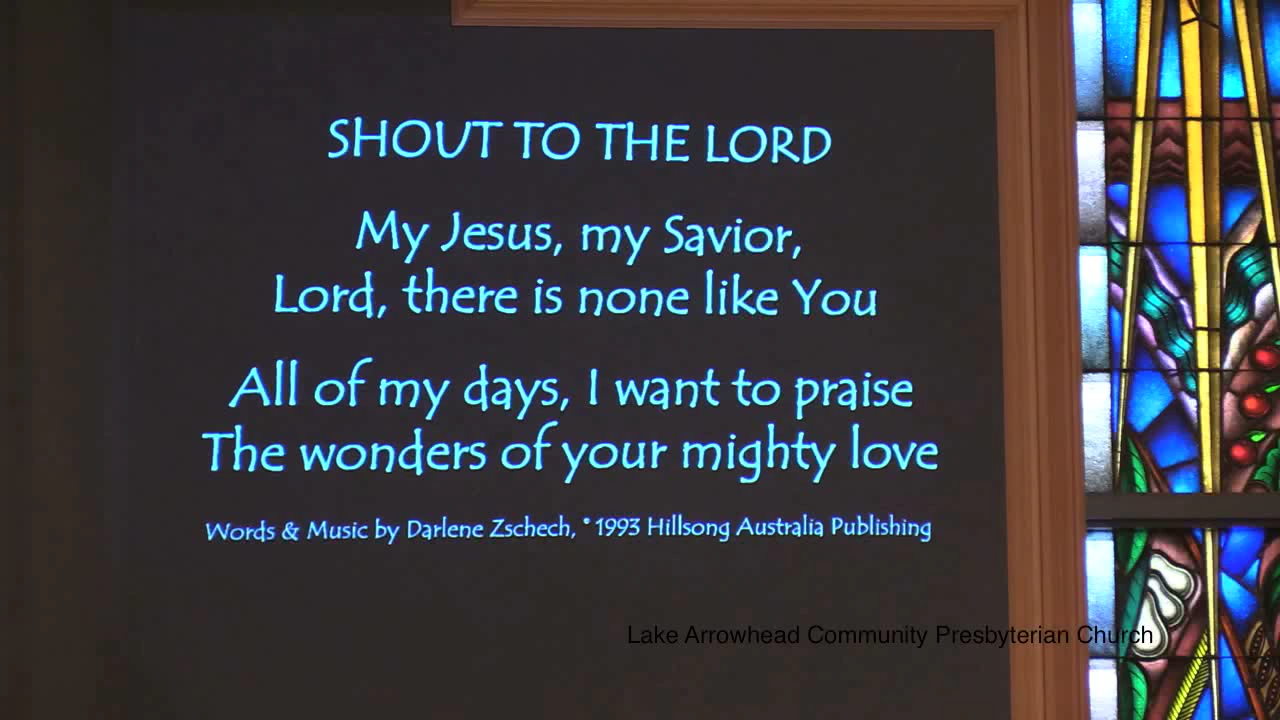 SHOUT TO THE LORD
My Jesus, my Savior,
Lord, there is none like You
All of my days, I want to praise
The wonders of your mighty love
Words & Music by Darlene Zschech, © 1993 Hillsong Australia Publishing
Lake Arrowhead Community Presbyterian Church